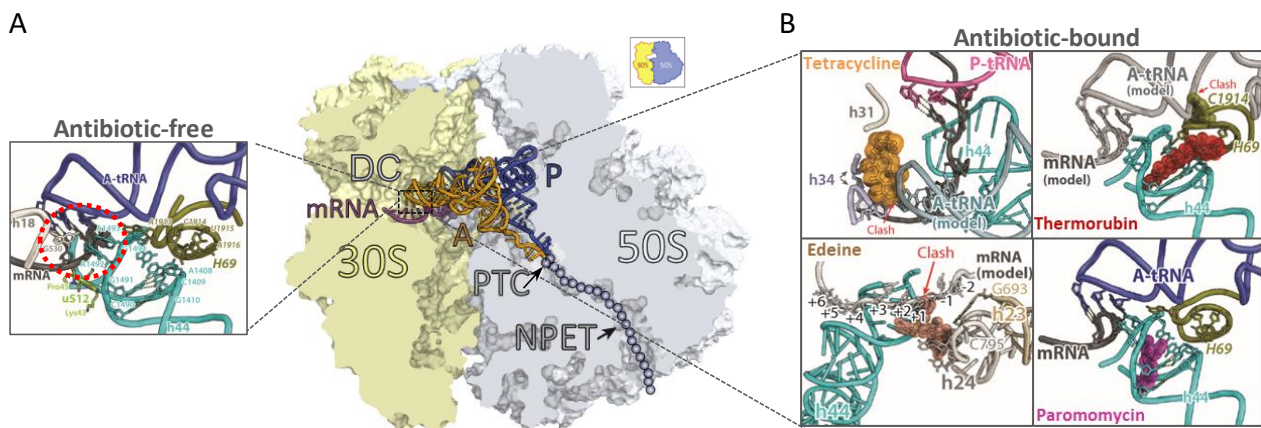 A
B
Antibiotic-bound
30S
50S
Antibiotic-free
A-tRNA
h18
G530
mRNA
A1913
C1914
U1915
A1916
H69
A1493
A1492
A1408
C1409
G1410
G1491
C1490
Pro45
uS12
Lys43
h44
DC
mRNA
P
A
30S
50S
PTC
NPET
Tetracycline
P-tRNA
h31
h44
h34
A-tRNA
(model)
Clash
A-tRNA
(model)
Clash
C1914
H69
mRNA
(model)
h44
Thermorubin
Edeine
Clash
mRNA
(model)
-2
-1
+1
+2
+3
+4
+5
+6
G693
h23
C795
h24
h44
A-tRNA
mRNA
H69
h44
Paromomycin